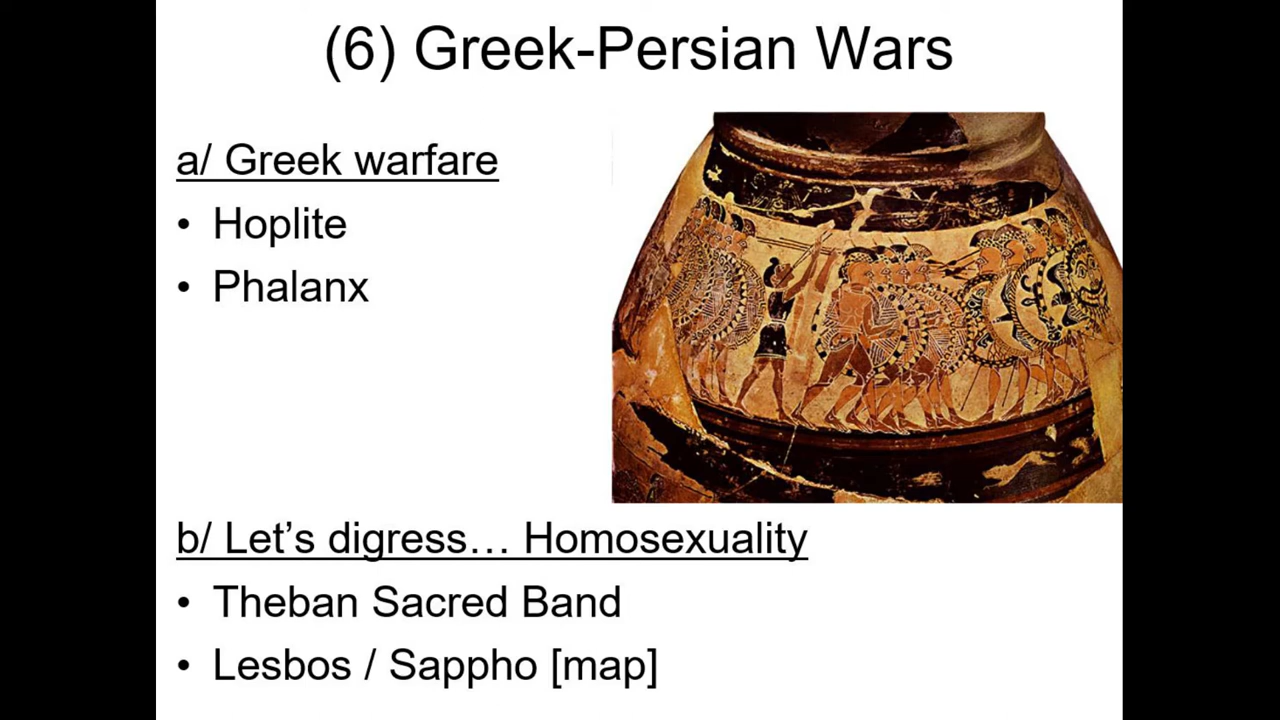 (6) Greek-Persian Wars
a/ Greek warfare
• Hoplite
• Phalanx
b/ Let’s digress… Homosexuality
• Theban Sacred Band
• Lesbos / Sappho [map]